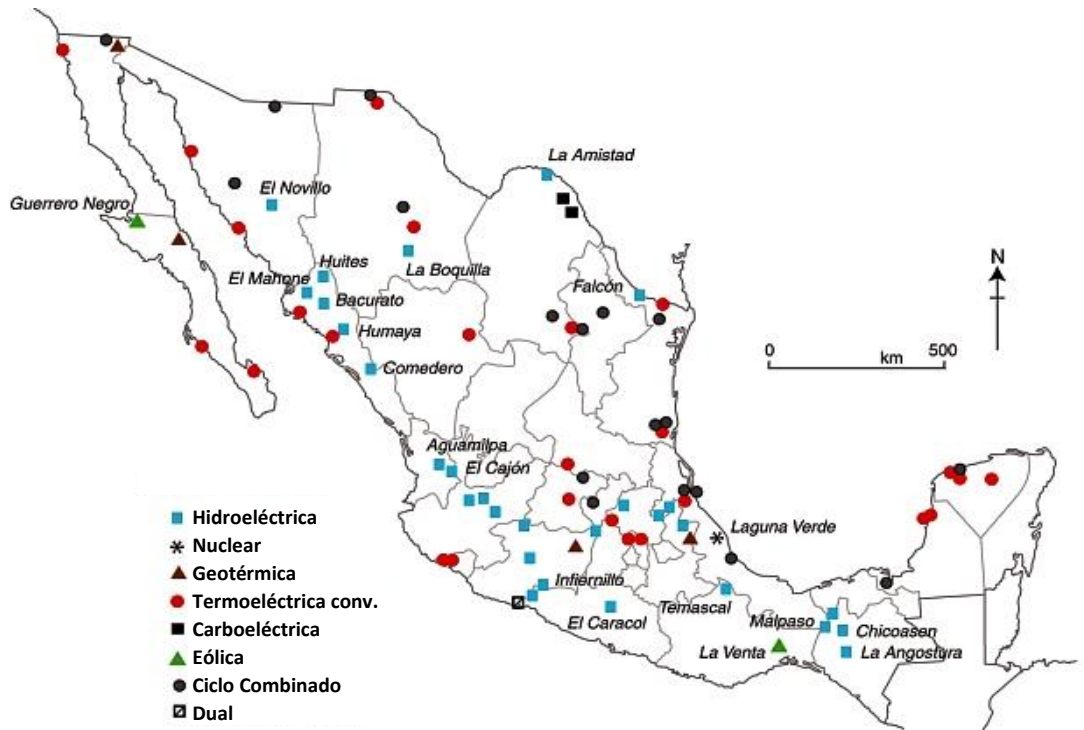 La Amistad
El Novillo
Guerrero Negro
N
Huites
La Boquilla
El Mahone
Falcón
Bacurato
Humaya
0 500
km
Comedero
Aguamilpa
El Cajón
Laguna Verde
Infiernillo
Temascal
El Caracol
Malpaso
Chicoasen
La Venta
La Angostura
Hidroeléctrica
Nuclear
Geotérmica
Termoeléctrica conv.
Carboeléctrica
Eólica
Ciclo Combinado
Dual